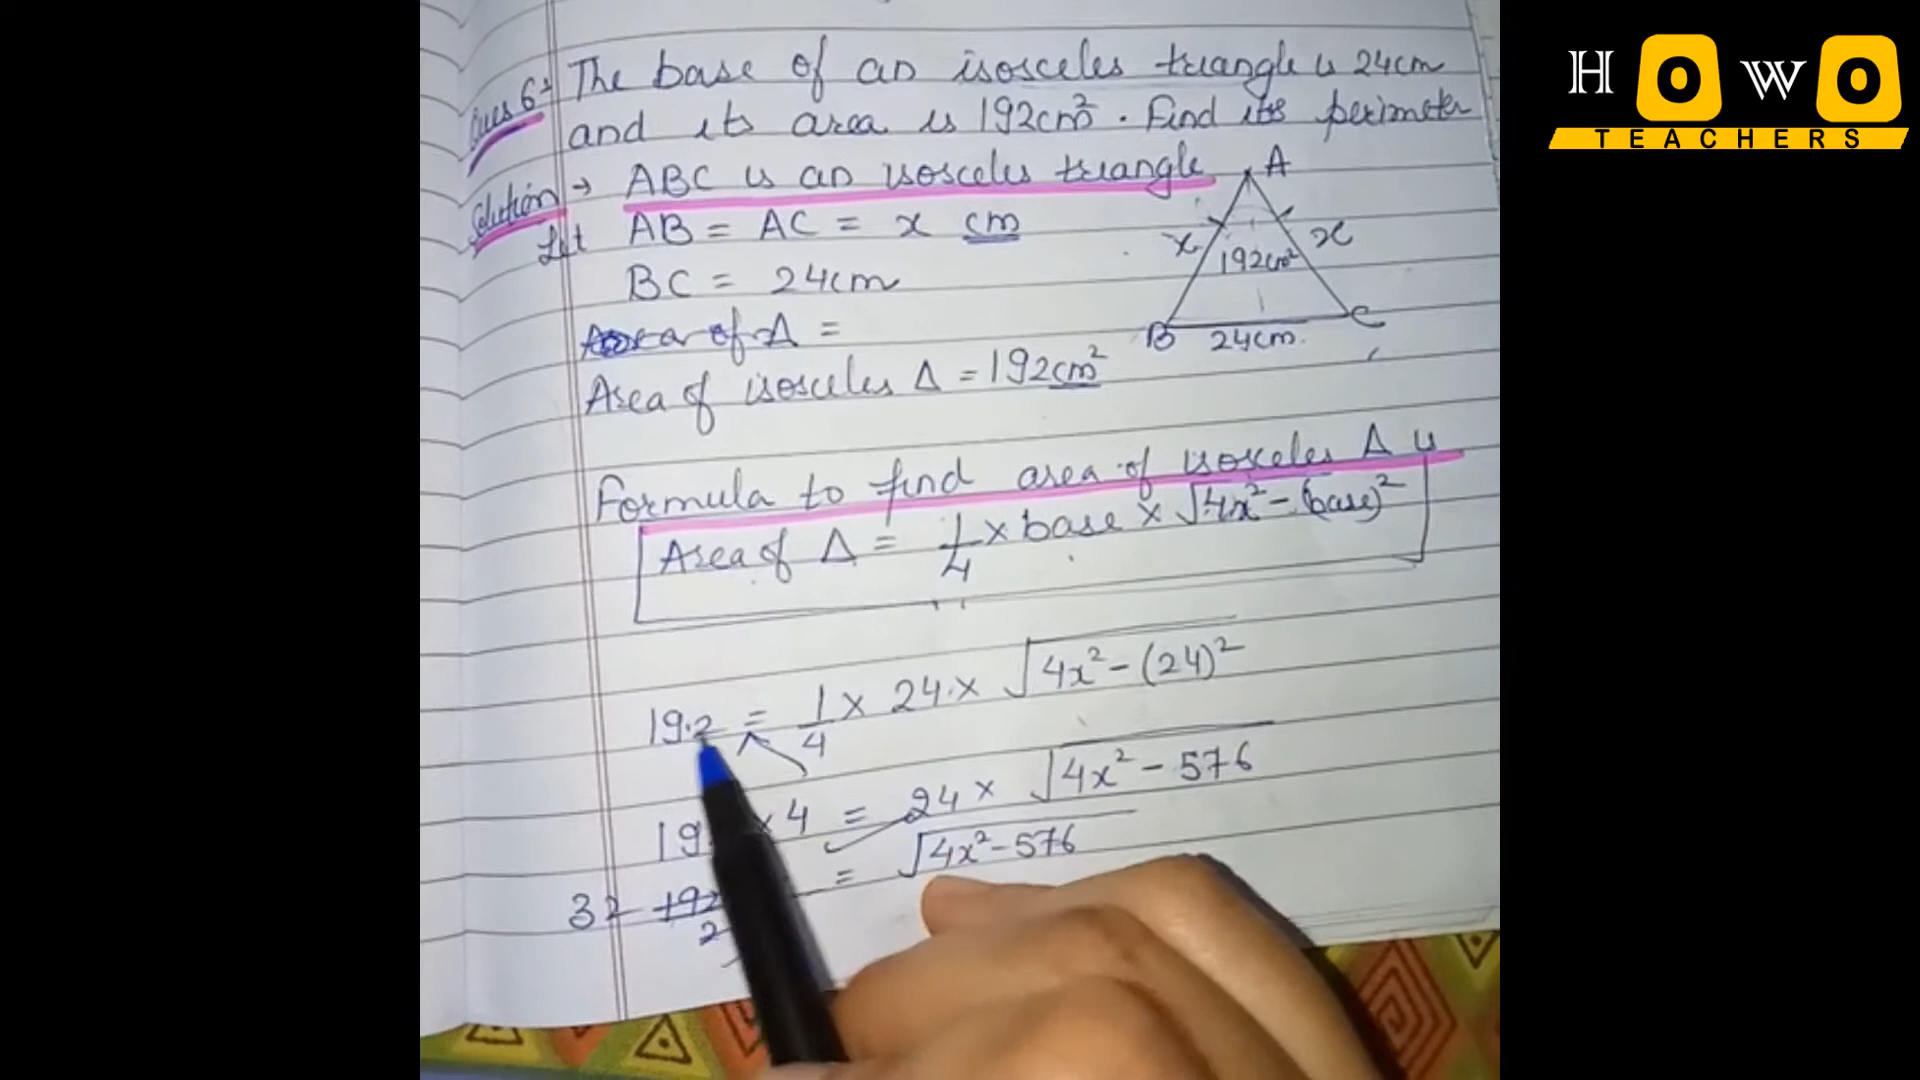 HOWO
TEACHERS
Ques 6: The base of an isosceles triangle is 24cm
and its area is 192cm². Find its perimeter
Solution → ABC is an isosceles triangle
Let AB = AC = x cm
BC = 24cm
Area of Δ =
Area of isosceles Δ = 192cm²
A
x x
192cm²
B 24cm. C
Formula to find area of isosceles Δ is
Area of Δ = 1/4 × base × √4x² - (base)²
192 = 1/4 × 24 × √4x² - (24)²
× 4 = 24 × √4x² - 576
= √4x² - 576
32